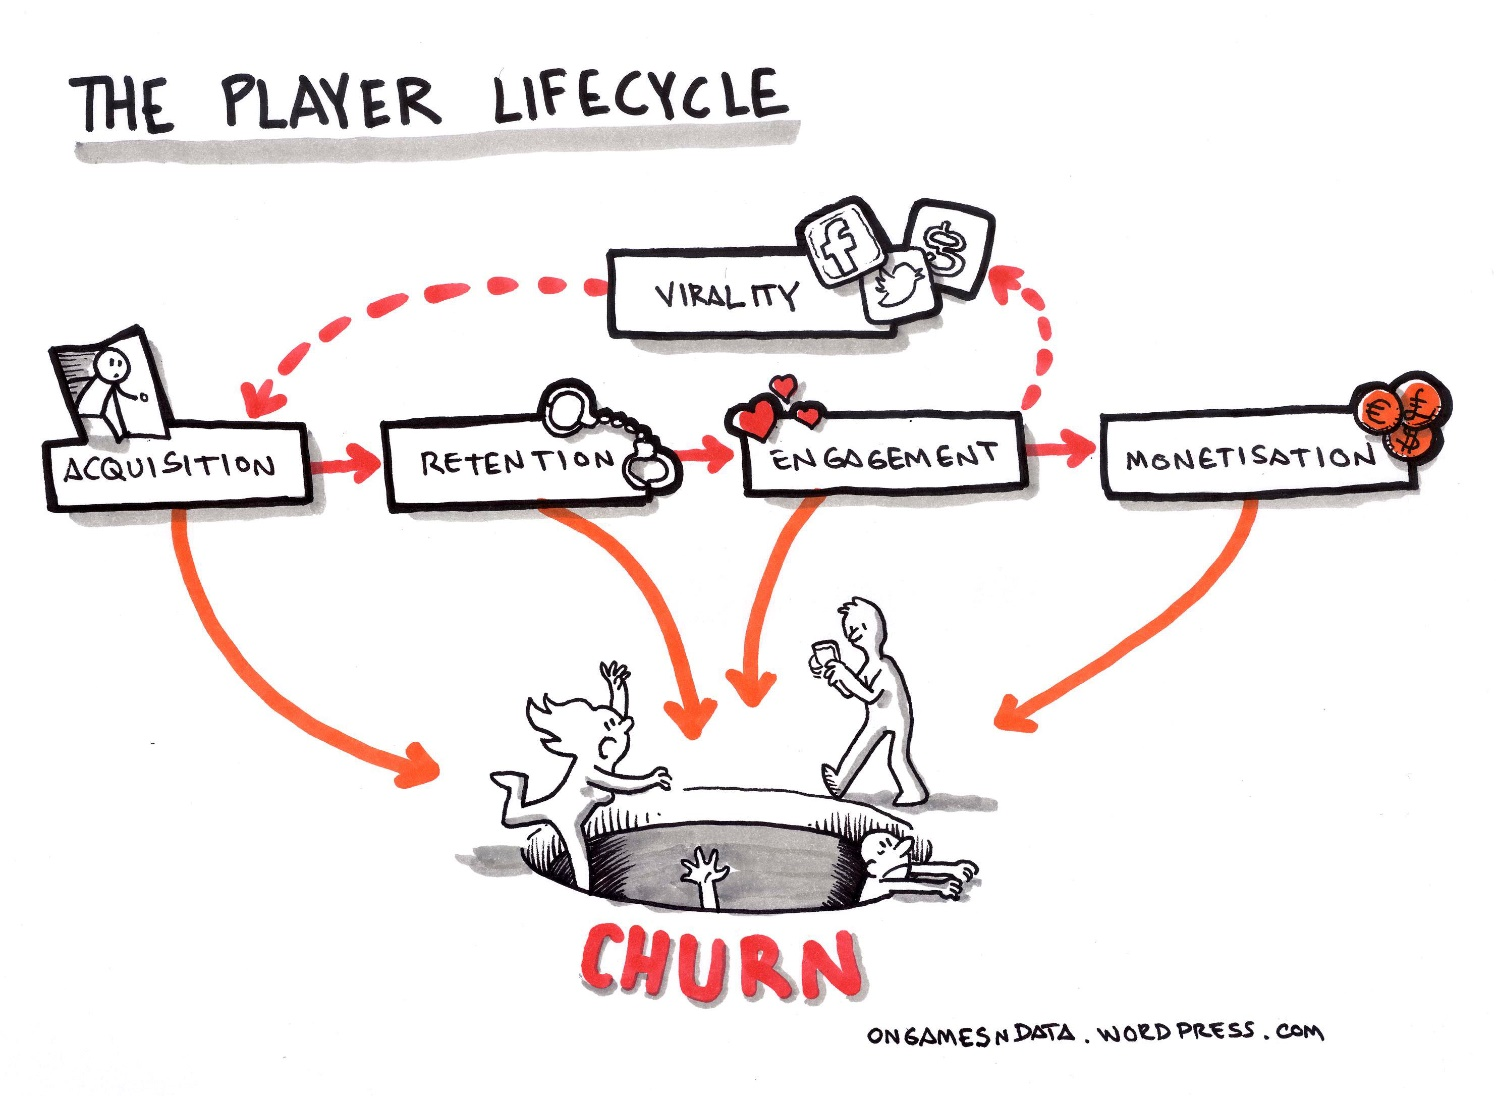 THE PLAYER LIFECYCLE
VIRALITY
f
$
ACQUISITION
RETENTION
ENGAGEMENT
MONETISATION
€
£
$
CHURN
ONGAMESNDATA.WORDPRESS.COM